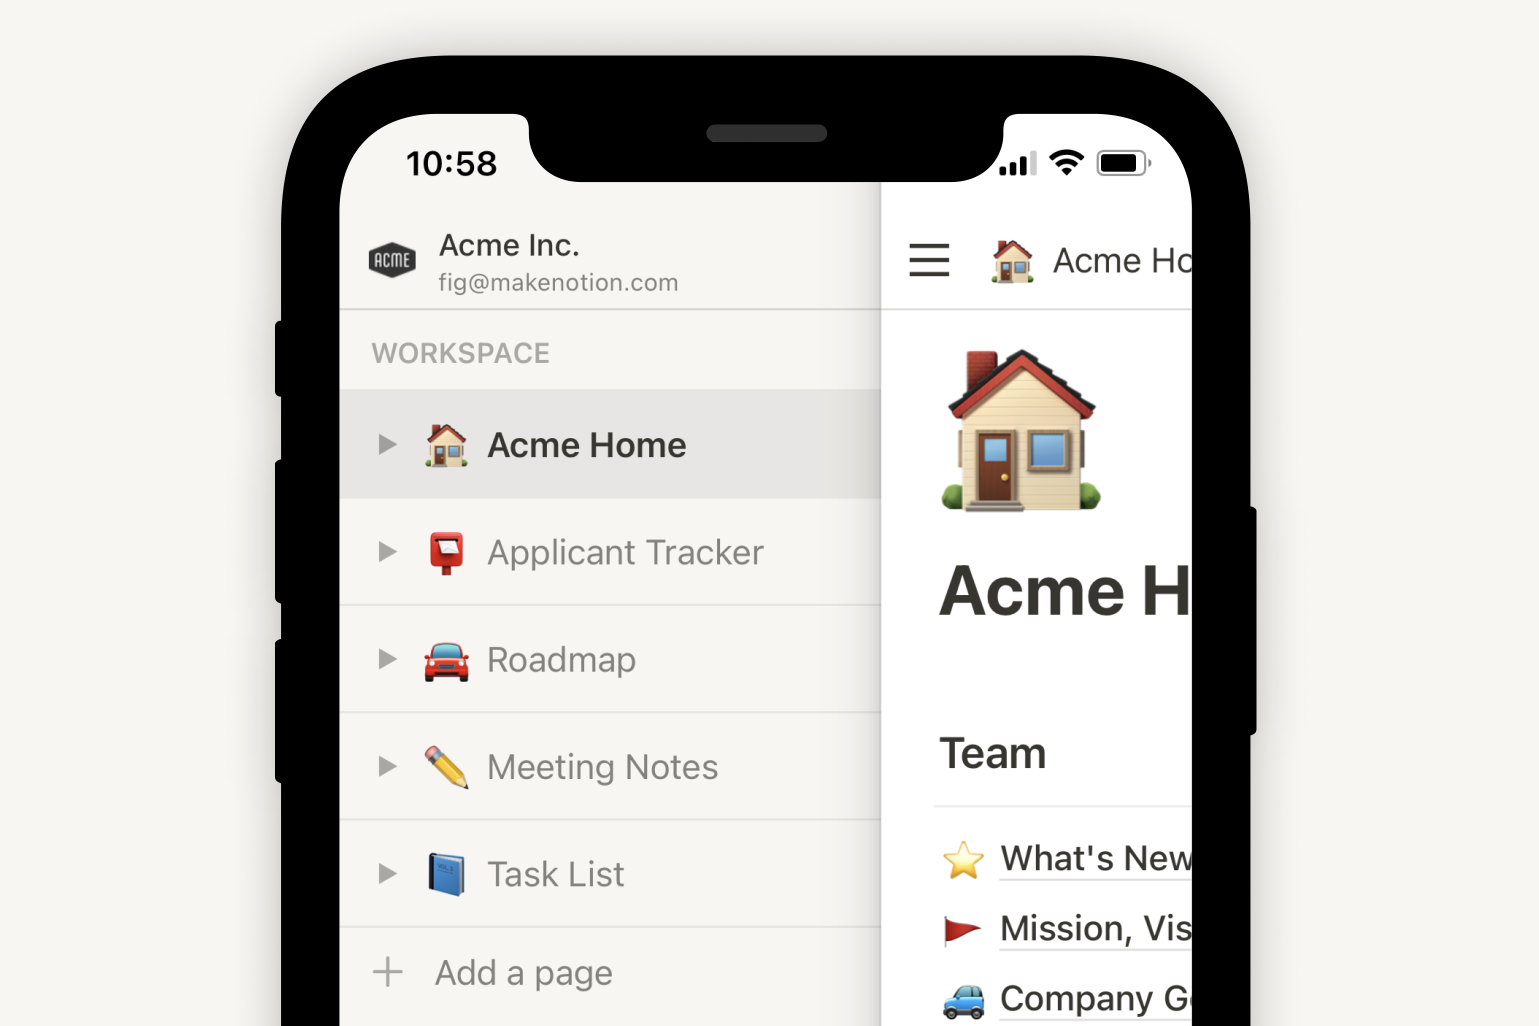 10:58
ACME
Acme Inc.
fig@makenotion.com
WORKSPACE
Acme Home
Applicant Tracker
Roadmap
Meeting Notes
Task List
Add a page
Acme Ho
Acme H
Team
What's New
Mission, Vis
Company G